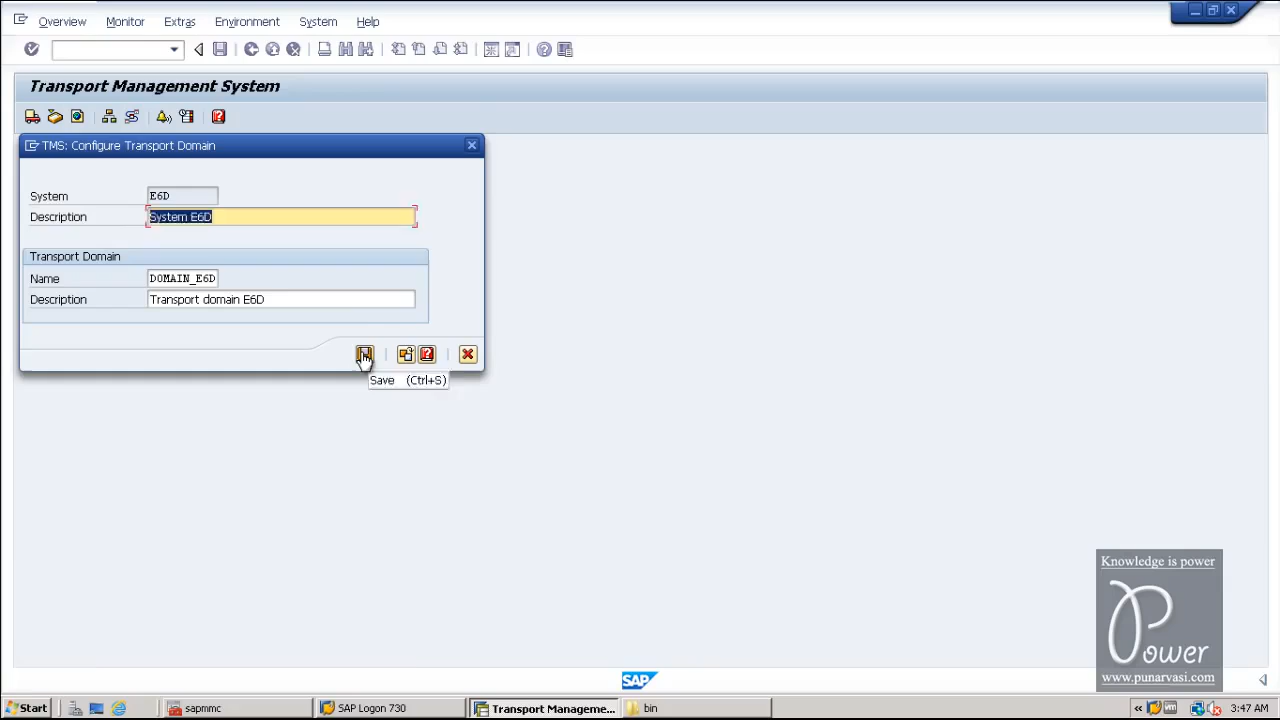 Overview Monitor Extras Environment System Help
Transport Management System
TMS: Configure Transport Domain
System E6D
Description System E6D
Transport Domain
Name DOMAIN_E6D
Description Transport domain E6D
Save (Ctrl+S)
Knowledge is power
Power
www.punarvasi.com
SAP
Start sapmmc SAP Logon 730 Transport Manageme... bin « 3:47 AM